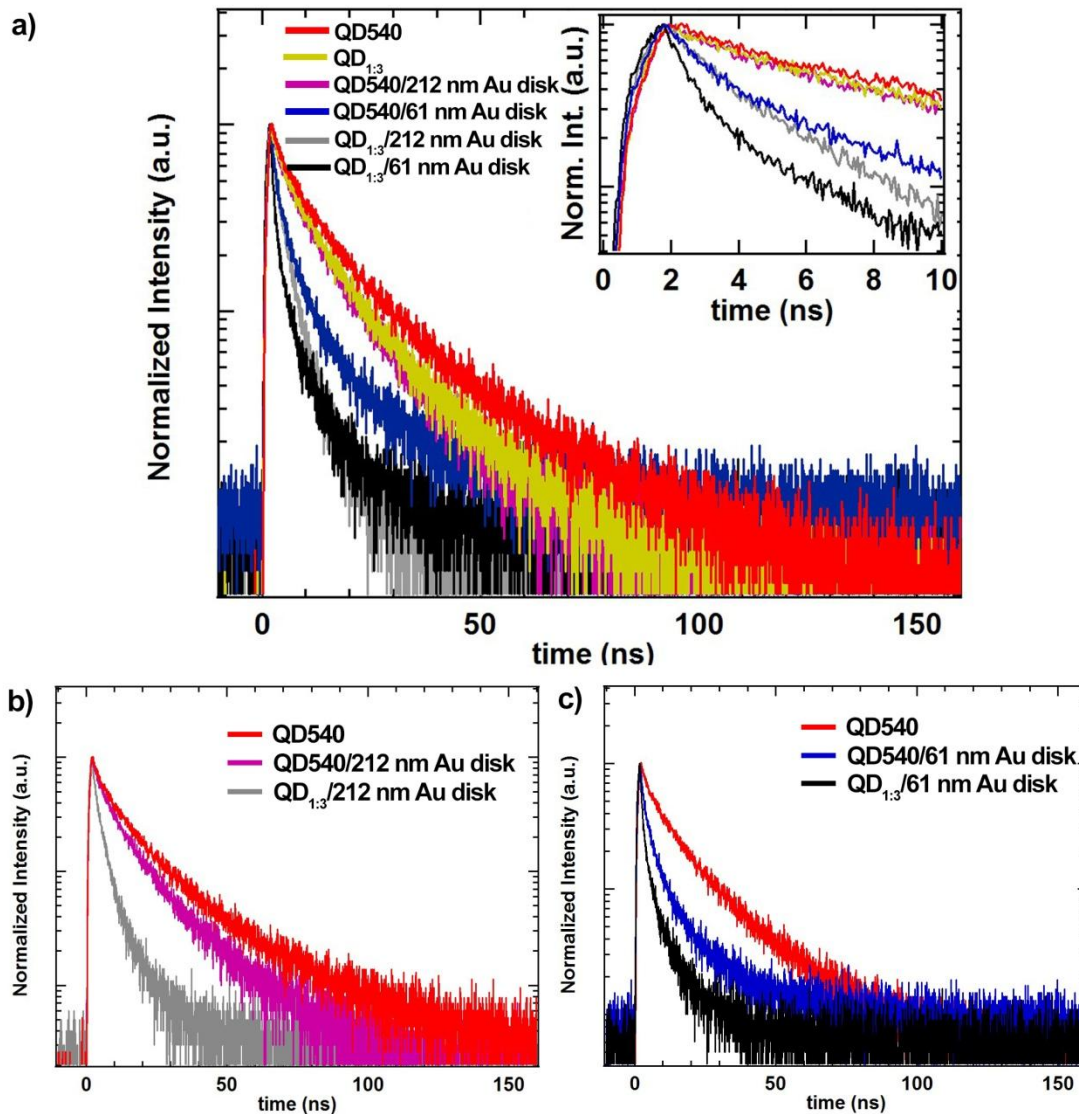 a)
Normalized Intensity (a.u.)
QD540
QD1:3
QD540/212 nm Au disk
QD540/61 nm Au disk
QD1:3/212 nm Au disk
QD1:3/61 nm Au disk
Norm. Int. (a.u.)
0 2 4 6 8 10
time (ns)
0 50 100 150
time (ns)
b)
Normalized Intensity (a.u.)
QD540
QD540/212 nm Au disk
QD1:3/212 nm Au disk
0 50 100 150
time (ns)
c)
Normalized Intensity (a.u.)
QD540
QD540/61 nm Au disk
QD1:3/61 nm Au disk
0 50 100 150
time (ns)